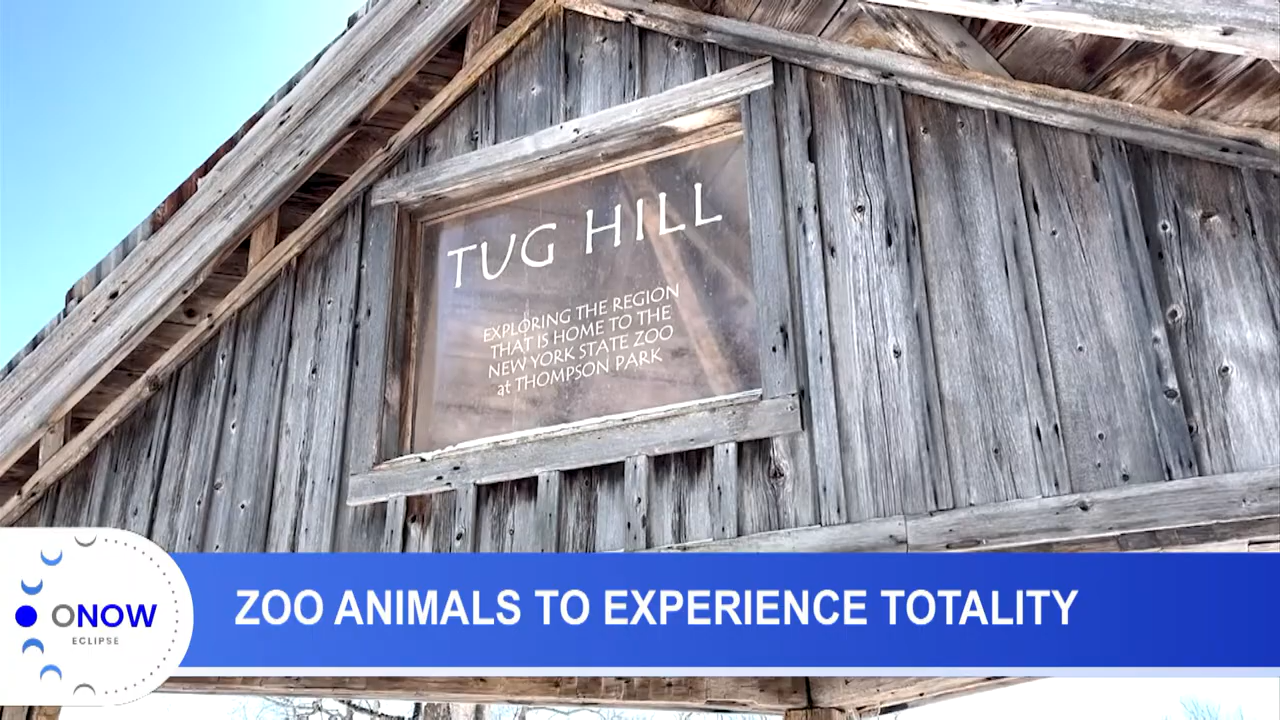 TUG HILL
EXPLORING THE REGION
THAT IS HOME TO THE
NEW YORK STATE ZOO
at THOMPSON PARK
ZOO ANIMALS TO EXPERIENCE TOTALITY
ONOW
ECLIPSE